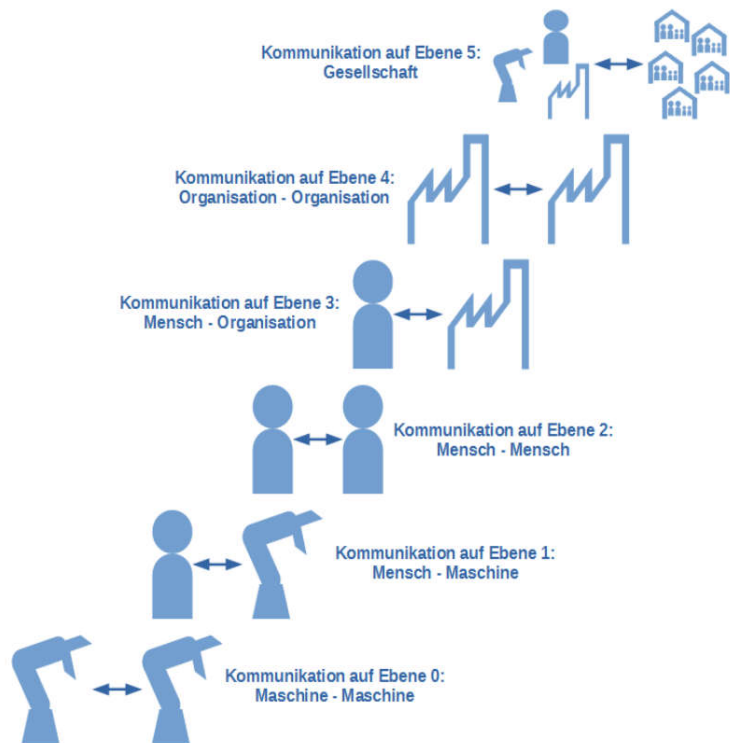 Kommunikation auf Ebene 5:
Gesellschaft
Kommunikation auf Ebene 4:
Organisation - Organisation
Kommunikation auf Ebene 3:
Mensch - Organisation
Kommunikation auf Ebene 2:
Mensch - Mensch
Kommunikation auf Ebene 1:
Mensch - Maschine
Kommunikation auf Ebene 0:
Maschine - Maschine